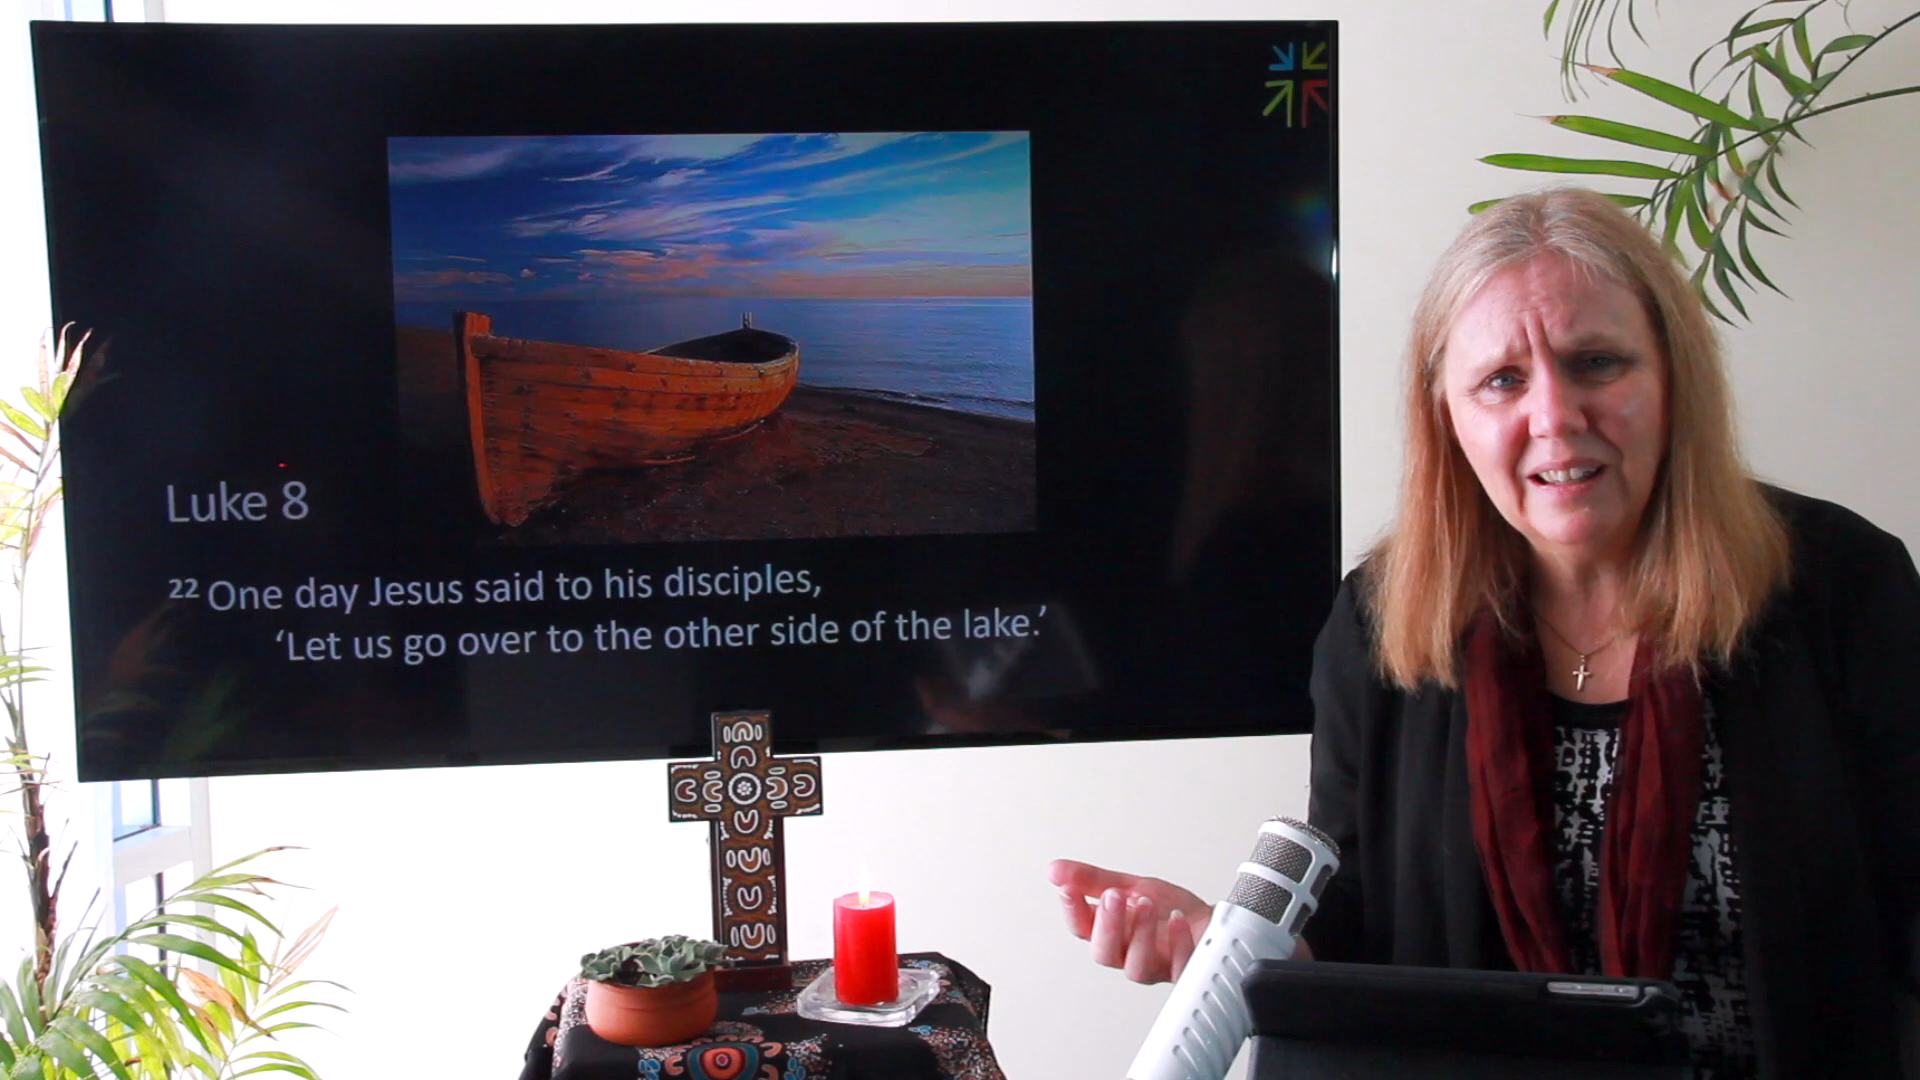 Luke 8
22 One day Jesus said to his disciples,
‘Let us go over to the other side of the lake.’